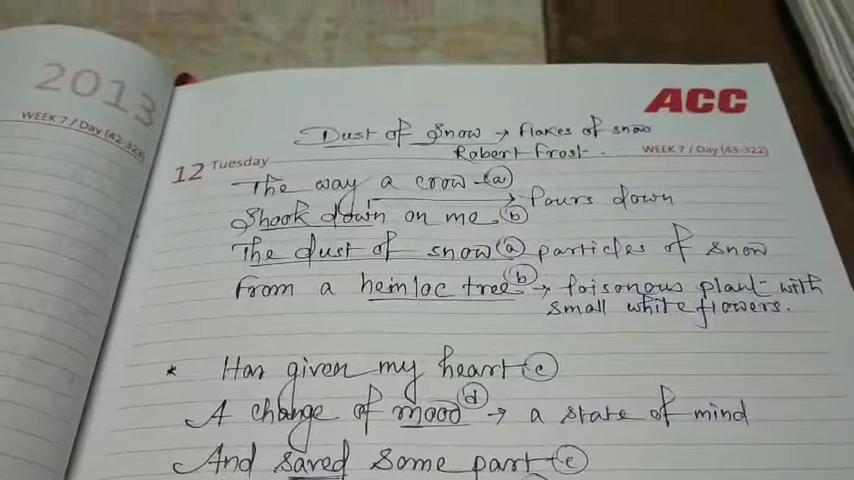 2013
WEEK 7 / Day (42-323)
ACC
Dust of Snow → Flakes of snow
Robert Frost.
WEEK 7 / Day (43-322)
12 Tuesday
The way a crow (a)
Shook down on me. (b) → Pours down
The dust of snow (a) particles of snow
From a hemloc tree (b) → poisonous plant with
small white flowers.
* Has given my heart (c)
A change of mood (d) → a state of mind
And saved some part (c)